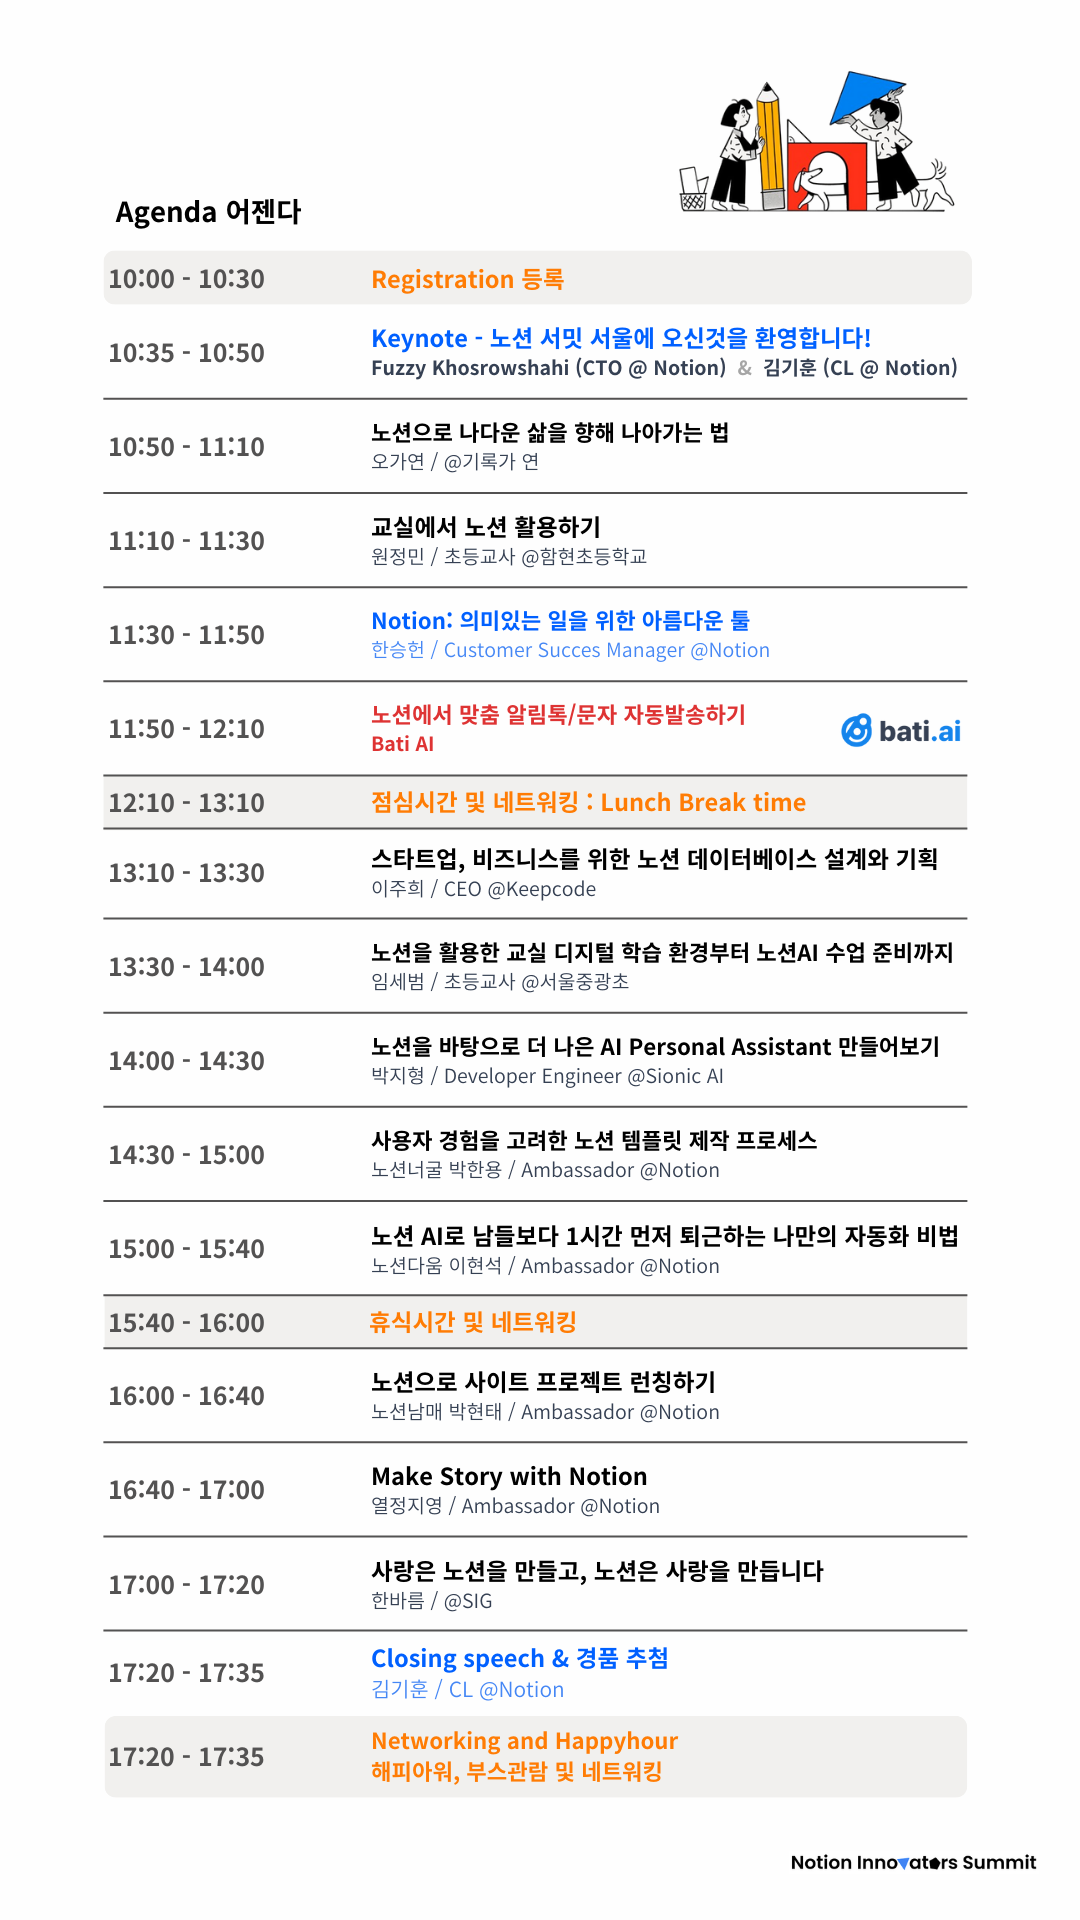 Agenda 어젠다
10:00 - 10:30 Registration 등록
10:35 - 10:50 Keynote - 노션 서밋 서울에 오신것을 환영합니다!
Fuzzy Khosrowshahi (CTO @ Notion) & 김기훈 (CL @ Notion)
10:50 - 11:10 노션으로 나다운 삶을 향해 나아가는 법
오가연 / @기록가 연
11:10 - 11:30 교실에서 노션 활용하기
원정민 / 초등교사 @함현초등학교
11:30 - 11:50 Notion: 의미있는 일을 위한 아름다운 툴
한승헌 / Customer Succes Manager @Notion
11:50 - 12:10 노션에서 맞춤 알림톡/문자 자동발송하기
Bati AI
bati.ai
12:10 - 13:10 점심시간 및 네트워킹 : Lunch Break time
13:10 - 13:30 스타트업, 비즈니스를 위한 노션 데이터베이스 설계와 기획
이주희 / CEO @Keepcode
13:30 - 14:00 노션을 활용한 교실 디지털 학습 환경부터 노션AI 수업 준비까지
임세범 / 초등교사 @서울중광초
14:00 - 14:30 노션을 바탕으로 더 나은 AI Personal Assistant 만들어보기
박지형 / Developer Engineer @Sionic AI
14:30 - 15:00 사용자 경험을 고려한 노션 템플릿 제작 프로세스
노션너굴 박한용 / Ambassador @Notion
15:00 - 15:40 노션 AI로 남들보다 1시간 먼저 퇴근하는 나만의 자동화 비법
노션다움 이현석 / Ambassador @Notion
15:40 - 16:00 휴식시간 및 네트워킹
16:00 - 16:40 노션으로 사이트 프로젝트 런칭하기
노션남매 박현태 / Ambassador @Notion
16:40 - 17:00 Make Story with Notion
열정지영 / Ambassador @Notion
17:00 - 17:20 사랑은 노션을 만들고, 노션은 사랑을 만듭니다
한바름 / @SIG
17:20 - 17:35 Closing speech & 경품 추첨
김기훈 / CL @Notion
17:20 - 17:35 Networking and Happyhour
해피아워, 부스관람 및 네트워킹
Notion Innovators Summit